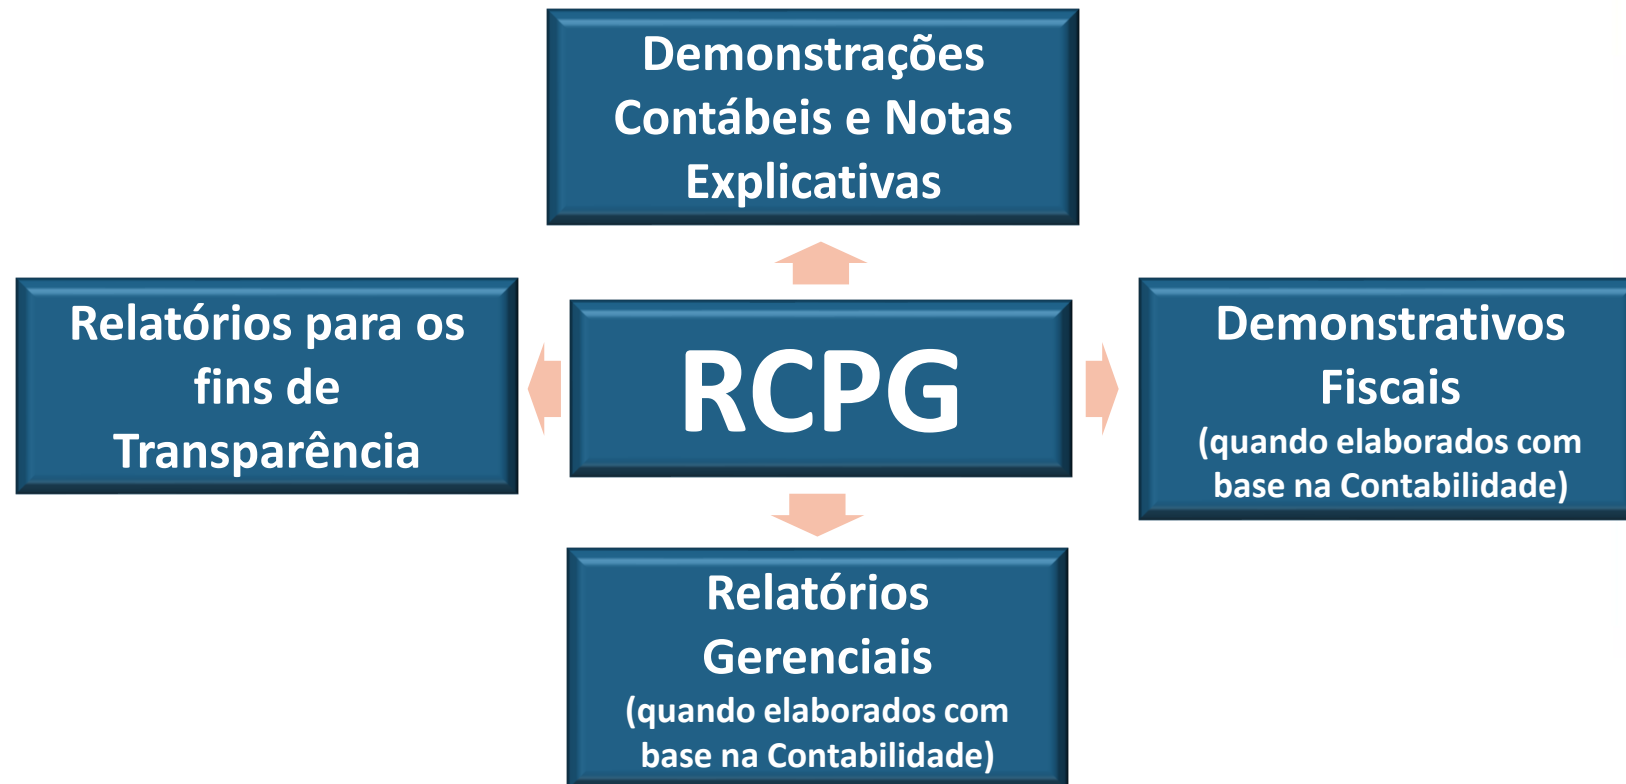 Demonstrações
Contábeis e Notas
Explicativas
Relatórios para os
fins de
Transparência
RCPG
Demonstrativos
Fiscais
(quando elaborados com
base na Contabilidade)
Relatórios
Gerenciais
(quando elaborados com
base na Contabilidade)